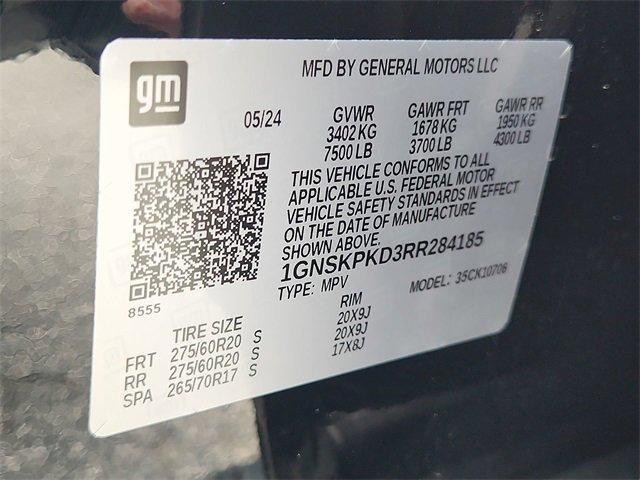 gm
MFD BY GENERAL MOTORS LLC
05/24
GVWR GAWR FRT GAWR RR
3402 KG 1678 KG 1950 KG
7500 LB 3700 LB 4300 LB
THIS VEHICLE CONFORMS TO ALL
APPLICABLE U.S. FEDERAL MOTOR
VEHICLE SAFETY STANDARDS IN EFFECT
ON THE DATE OF MANUFACTURE
SHOWN ABOVE.
1GNSKPKD3RR284185
TYPE: MPV MODEL: 35CK10706
8555
TIRE SIZE RIM
FRT 275/60R20 S 20X9J
RR 275/60R20 S 20X9J
SPA 265/70R17 S 17X8J